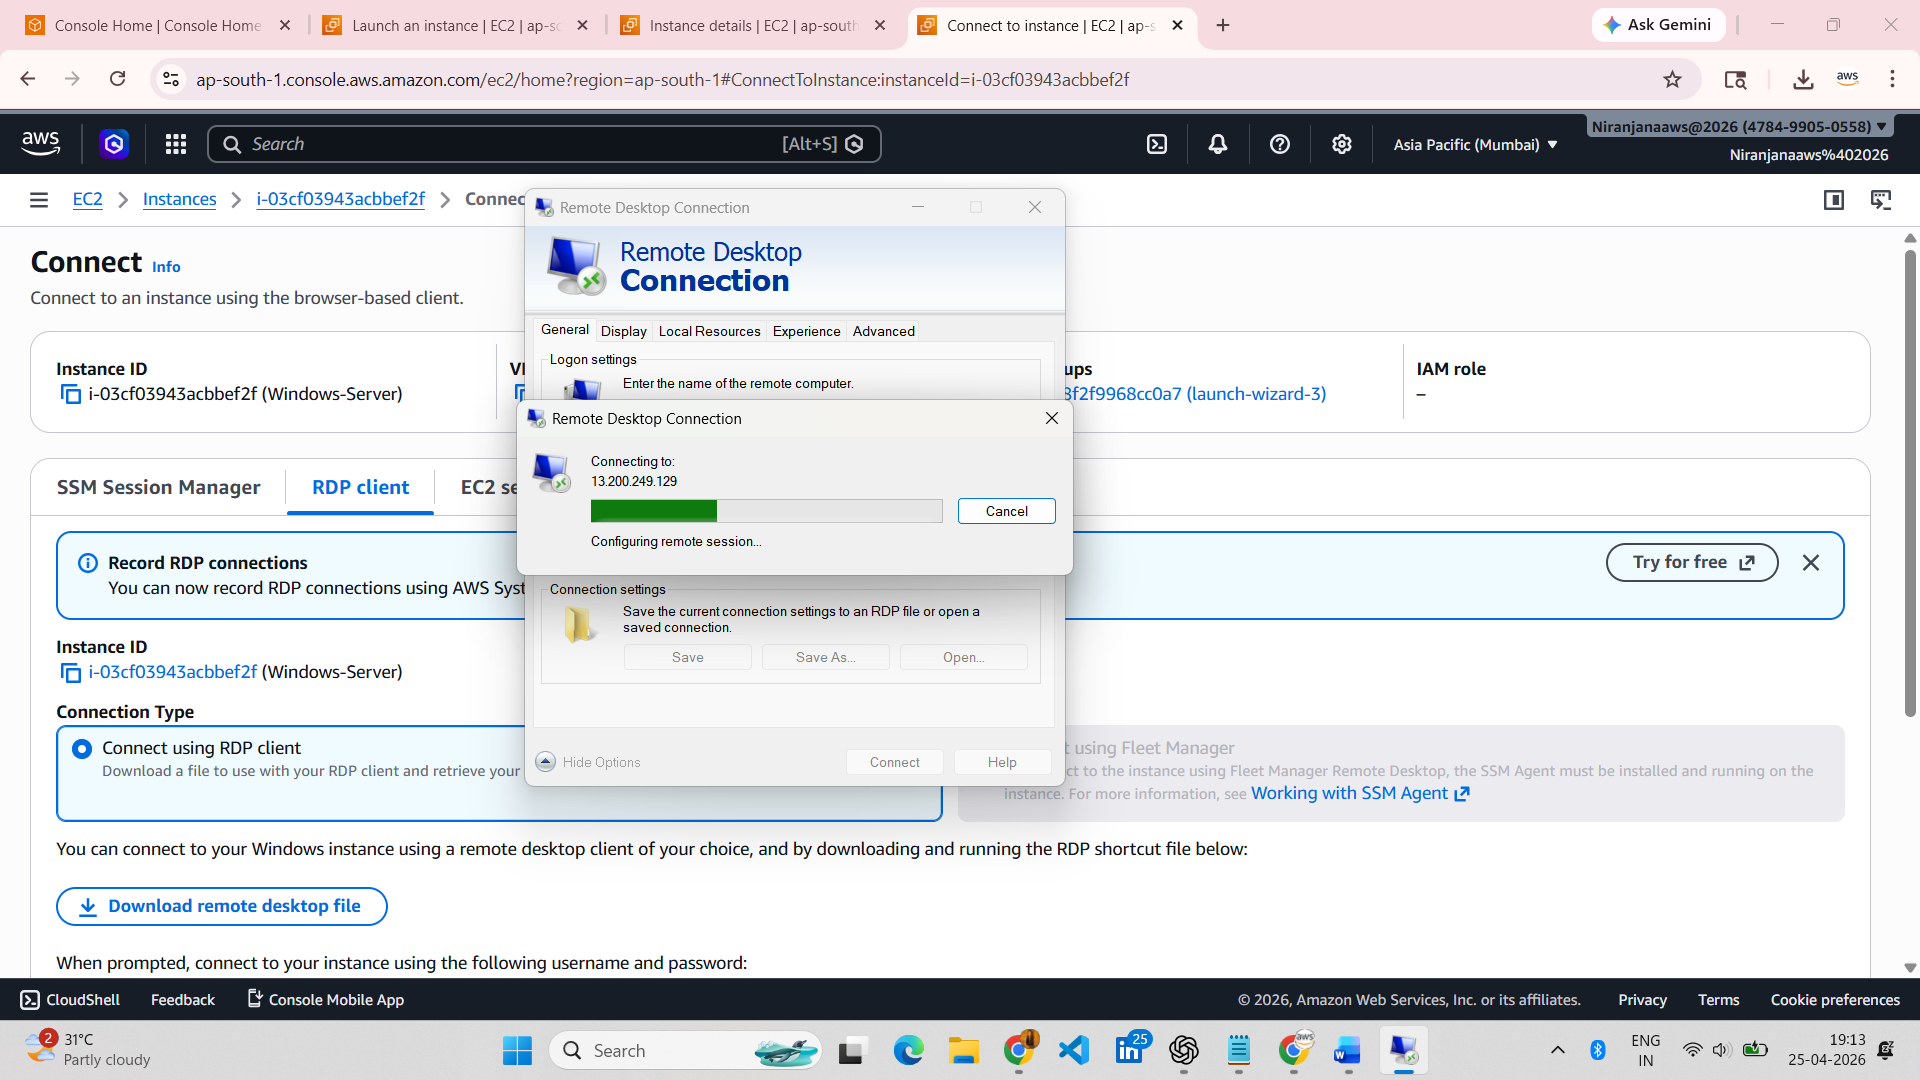 Console Home | Console Home
Launch an instance | EC2 | ap-so
Instance details | EC2 | ap-south
Connect to instance | EC2 | ap-s
Ask Gemini
ap-south-1.console.aws.amazon.com/ec2/home?region=ap-south-1#ConnectToInstance:instanceId=i-03cf03943acbbef2f
aws
aws
Search
[Alt+S]
Asia Pacific (Mumbai)
Niranjanaaws@2026 (4784-9905-0558)
Niranjanaaws%402026
EC2
Instances
i-03cf03943acbbef2f
Connec
Connect Info
Connect to an instance using the browser-based client.
Instance ID
i-03cf03943acbbef2f (Windows-Server)
ups
8f2f9968cc0a7 (launch-wizard-3)
IAM role
–
SSM Session Manager
RDP client
EC2 se
Record RDP connections
You can now record RDP connections using AWS Syst
Try for free
Instance ID
i-03cf03943acbbef2f (Windows-Server)
Connection Type
Connect using RDP client
Download a file to use with your RDP client and retrieve your
t using Fleet Manager
ct to the instance using Fleet Manager Remote Desktop, the SSM Agent must be installed and running on the
instance. For more information, see Working with SSM Agent
You can connect to your Windows instance using a remote desktop client of your choice, and by downloading and running the RDP shortcut file below:
Download remote desktop file
When prompted, connect to your instance using the following username and password:
Remote Desktop Connection
Remote Desktop
Connection
General
Display
Local Resources
Experience
Advanced
Logon settings
Enter the name of the remote computer.
Remote Desktop Connection
Connecting to:
13.200.249.129
Cancel
Configuring remote session...
Connection settings
Save the current connection settings to an RDP file or open a
saved connection.
Save
Save As...
Open...
Hide Options
Connect
Help
CloudShell
Feedback
Console Mobile App
© 2026, Amazon Web Services, Inc. or its affiliates.
Privacy
Terms
Cookie preferences
2
31°C
Partly cloudy
Search
25
aws
ENG
IN
19:13
25-04-2026